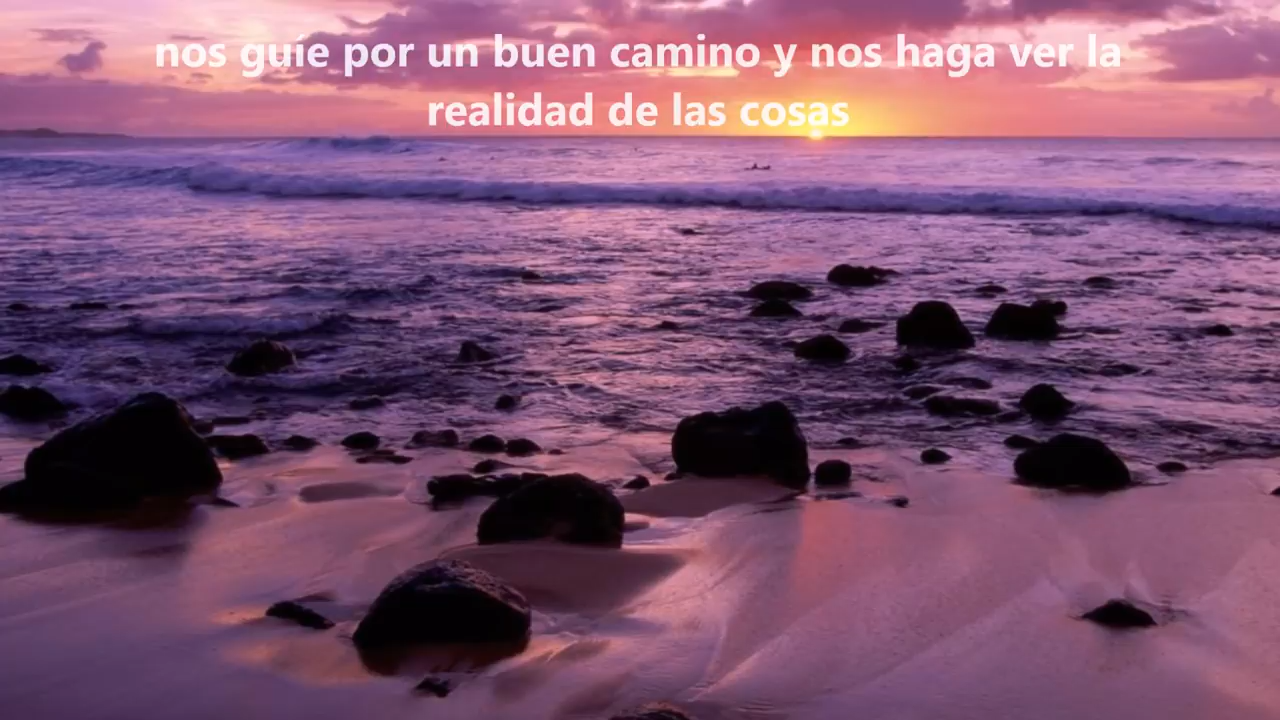 nos guíe por un buen camino y nos haga ver la
realidad de las cosas